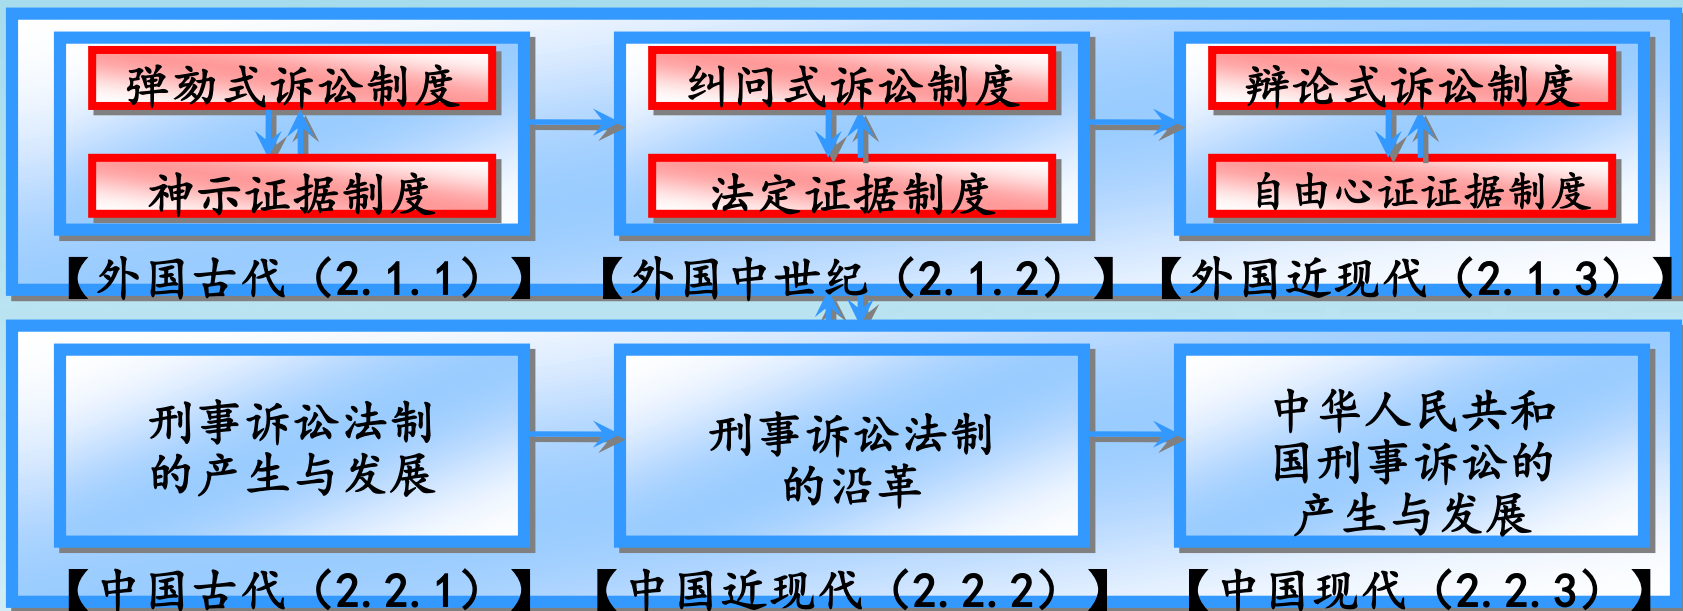 弹劾式诉讼制度
纠问式诉讼制度
辩论式诉讼制度
神示证据制度
法定证据制度
自由心证证据制度
【外国古代（2.1.1）】
【外国中世纪（2.1.2）】
【外国近现代（2.1.3）】
刑事诉讼法制
的产生与发展
刑事诉讼法制
的沿革
中华人民共和
国刑事诉讼的
产生与发展
【中国古代（2.2.1）】
【中国近现代（2.2.2）】
【中国现代（2.2.3）】